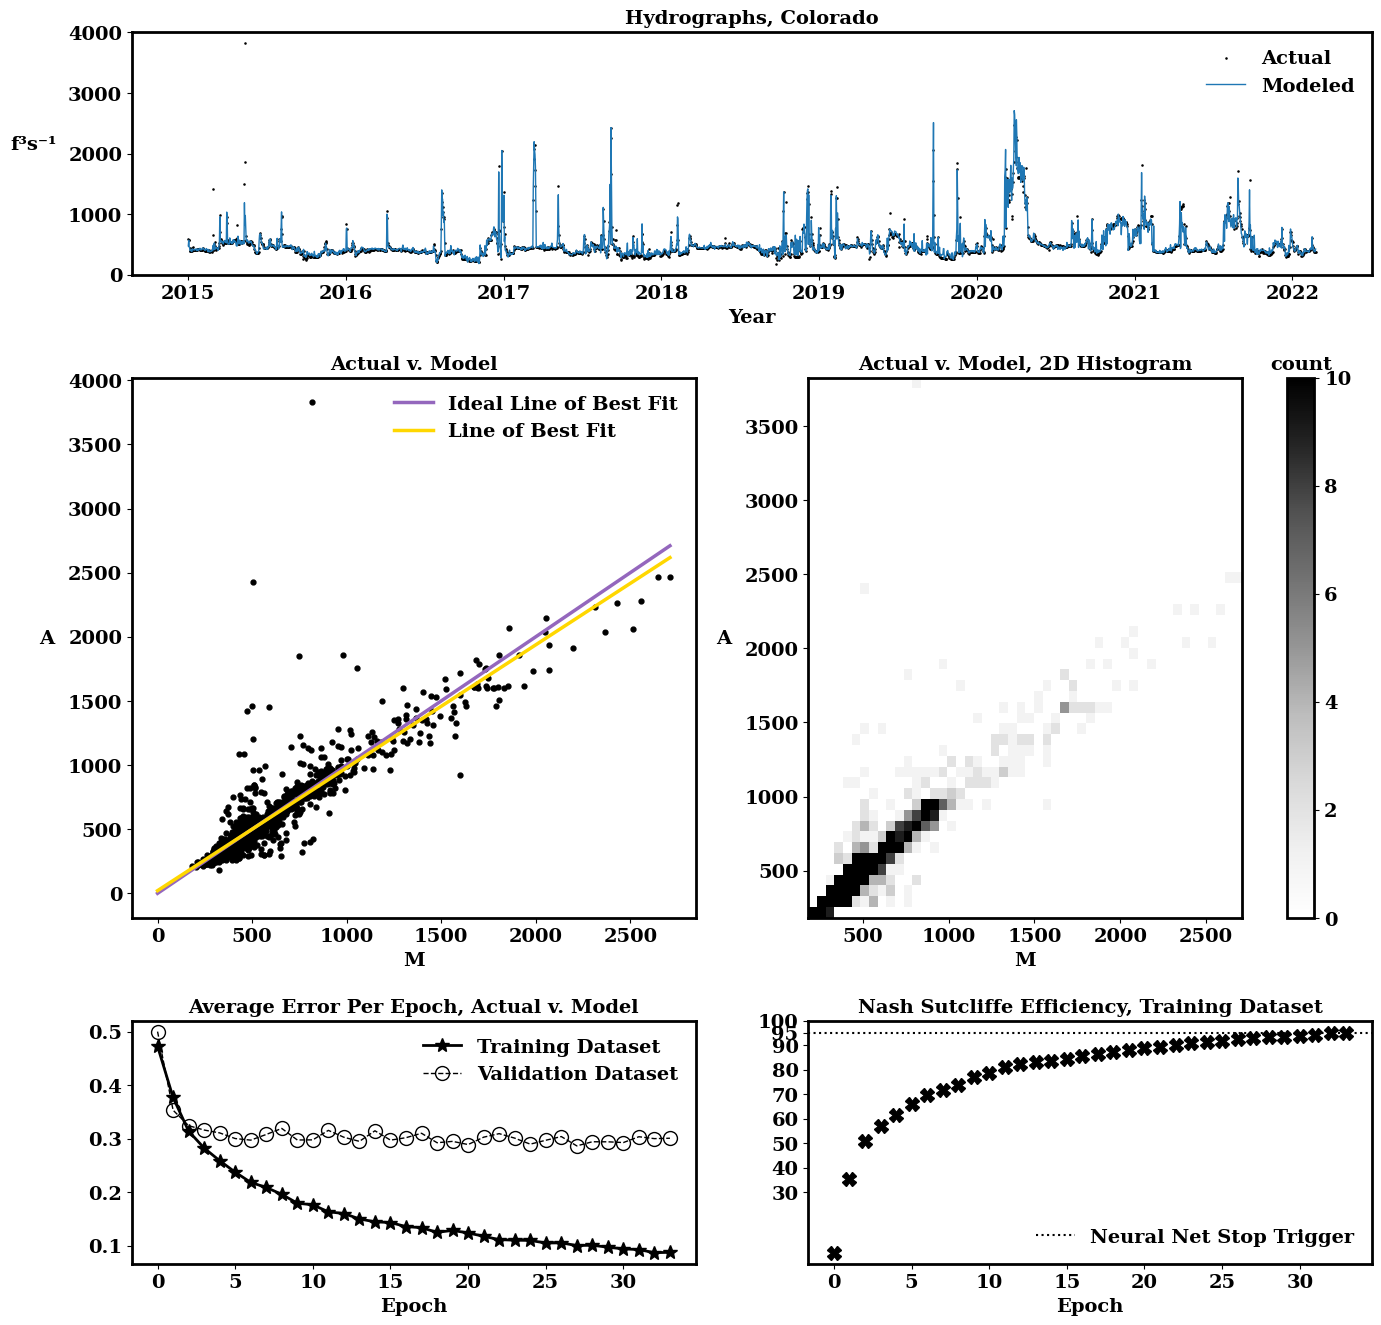 Hydrographs, Colorado
4000
3000
2000
1000
0
f³s⁻¹
Actual
Modeled
2015 2016 2017 2018 2019 2020 2021 2022
Year
Actual v. Model
4000
3500
3000
2500
2000
1500
1000
500
0
A
Ideal Line of Best Fit
Line of Best Fit
0 500 1000 1500 2000 2500
M
Actual v. Model, 2D Histogram
3500
3000
2500
2000
1500
1000
500
A
500 1000 1500 2000 2500
M
count
10
8
6
4
2
0
Average Error Per Epoch, Actual v. Model
0.5
0.4
0.3
0.2
0.1
Training Dataset
Validation Dataset
0 5 10 15 20 25 30
Epoch
Nash Sutcliffe Efficiency, Training Dataset
100
95
90
80
70
60
50
40
30
Neural Net Stop Trigger
0 5 10 15 20 25 30
Epoch